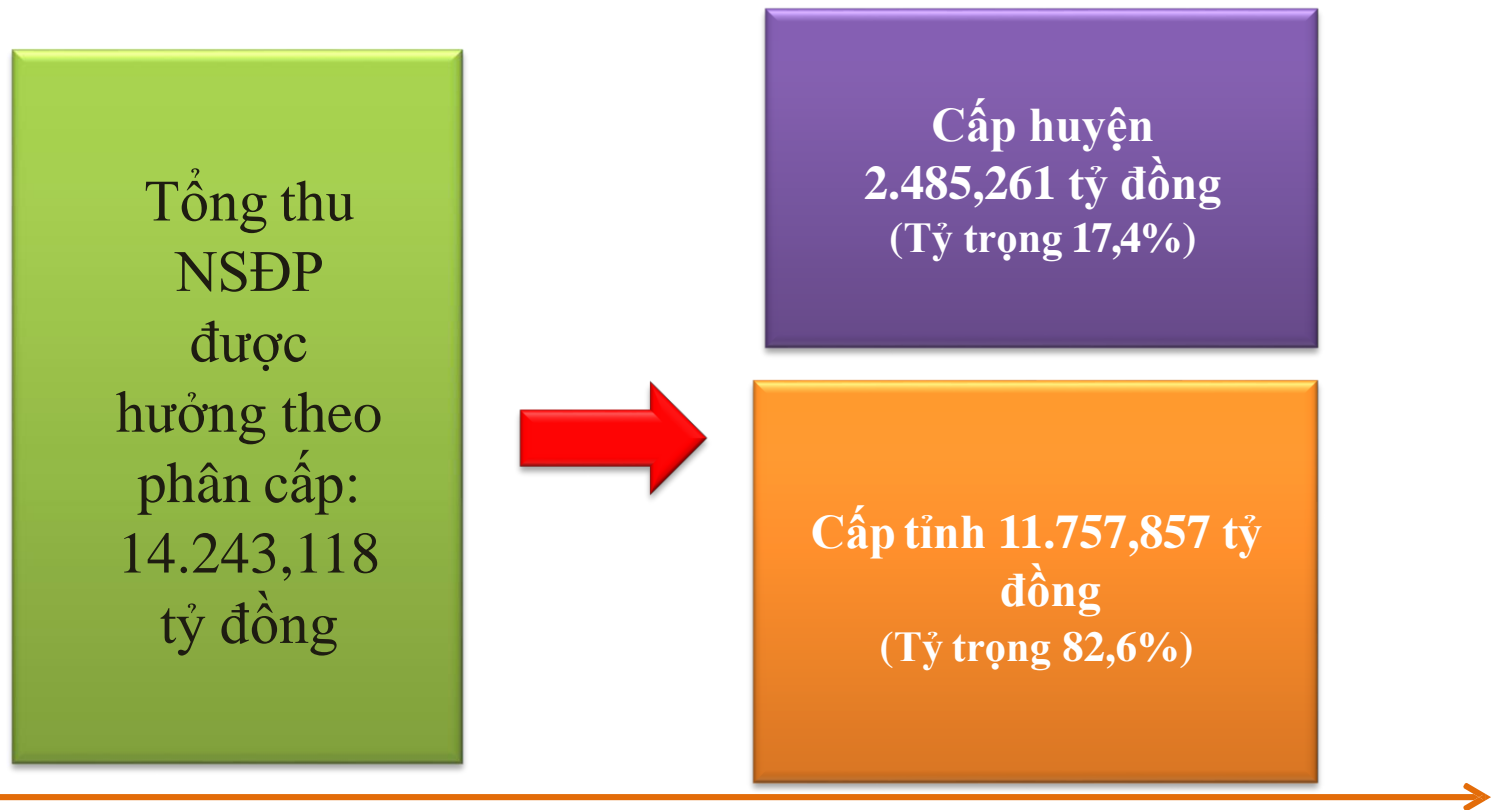 Tổng thu
NSĐP
được
hưởng theo
phân cấp:
14.243,118
tỷ đồng
Cấp huyện
2.485,261 tỷ đồng
(Tỷ trọng 17,4%)
Cấp tỉnh 11.757,857 tỷ
đồng
(Tỷ trọng 82,6%)